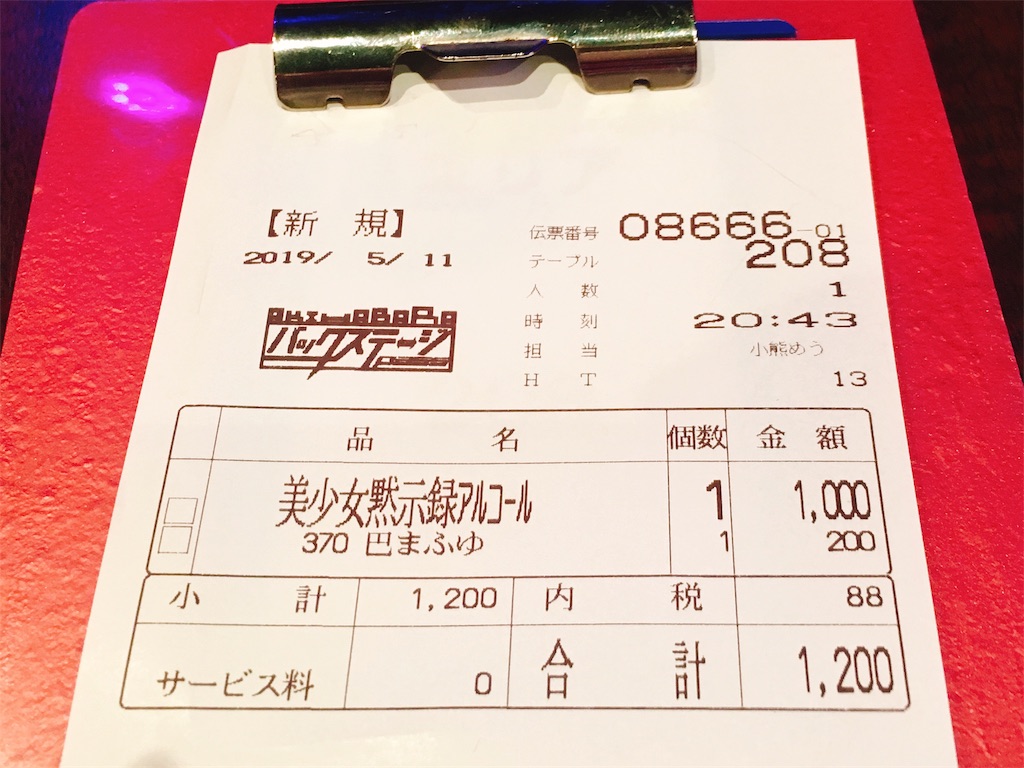 【新 規】
2019/ 5/ 11
AKIHABARA
バックステージ
伝票番号 08666-01
テーブル 208
人 数 1
時 刻 20:43
担 当 小熊めう
H T 13
品 名 個数 金 額
美少女黙示録アルコール 1 1,000
370 巴まふゆ 1 200
小 計 1,200 内 税 88
サービス料 0 合 計 1,200